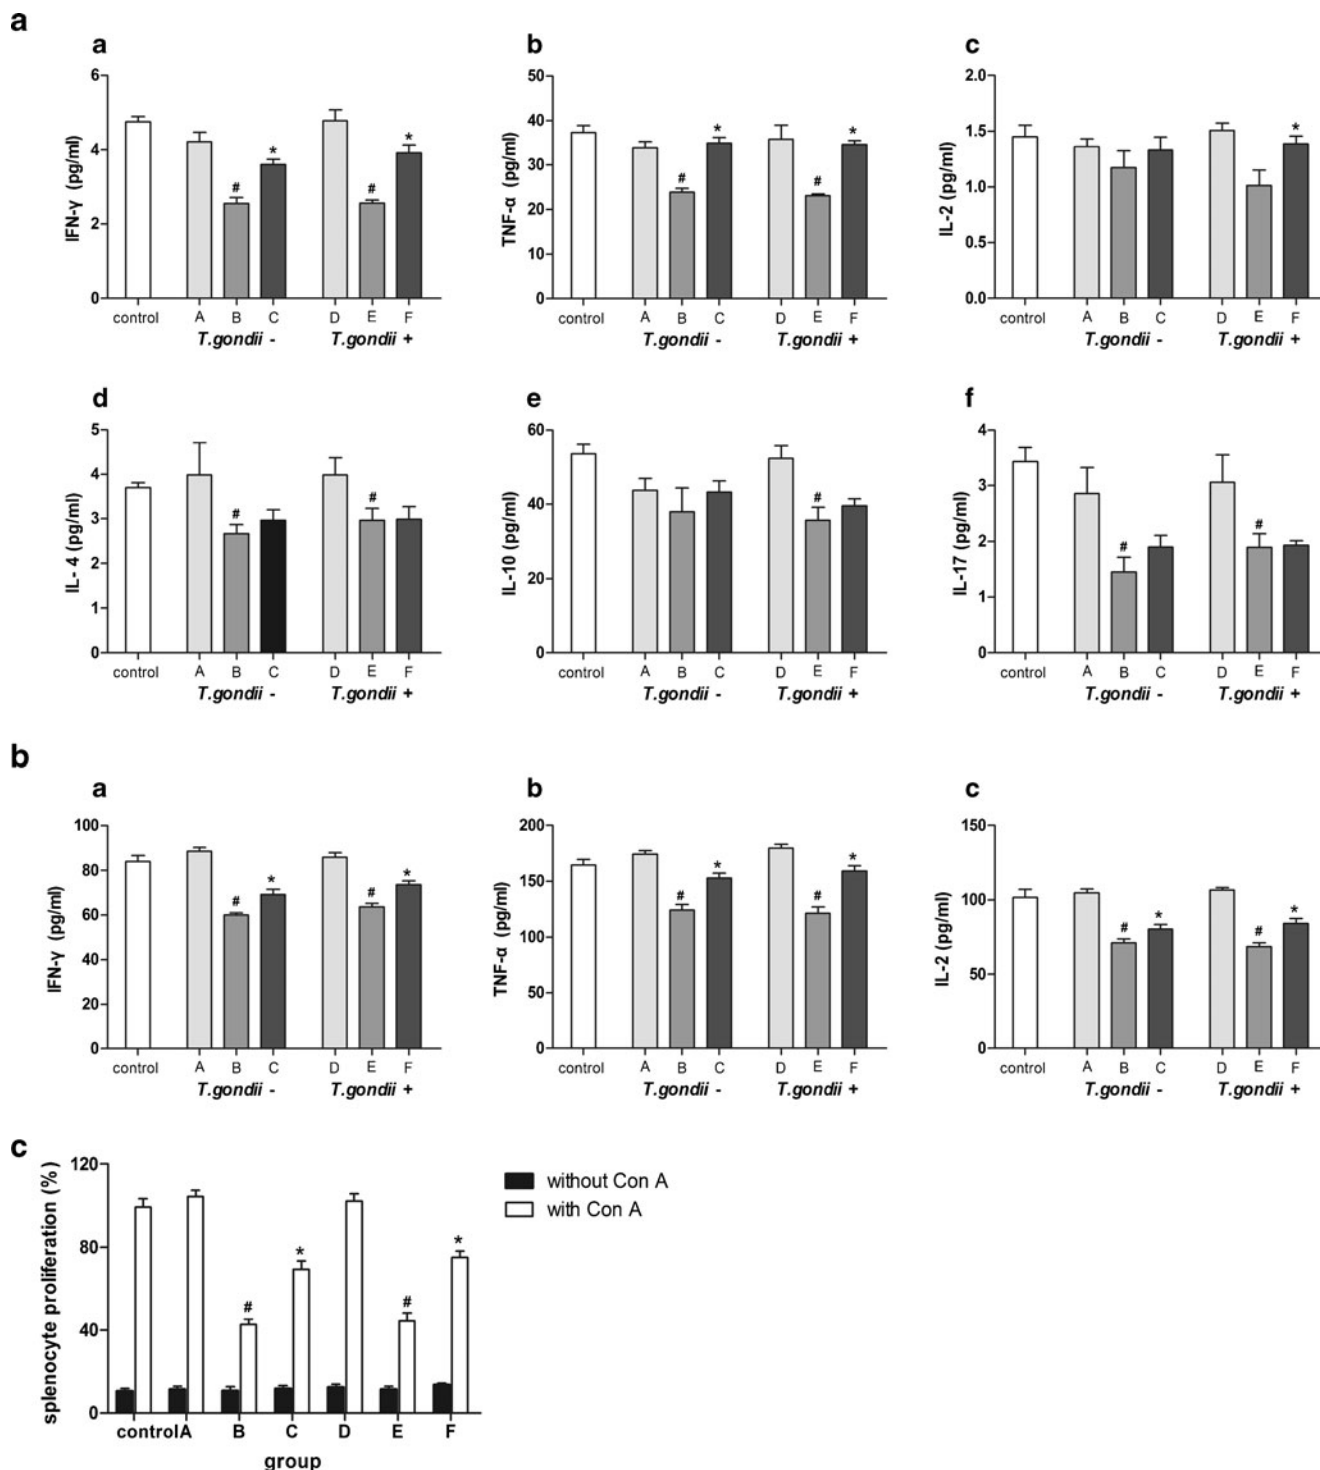 a
a
IFN-γ (pg/ml)
6
4
2
0
#
*
#
*
control A B C D E F
T.gondii - T.gondii +
b
TNF-α (pg/ml)
50
40
30
20
10
0
#
*
#
*
control A B C D E F
T.gondii - T.gondii +
c
IL-2 (pg/ml)
2.0
1.5
1.0
0.5
0.0
*
control A B C D E F
T.gondii - T.gondii +
d
IL- 4 (pg/ml)
5
4
3
2
1
0
#
#
control A B C D E F
T.gondii - T.gondii +
e
IL-10 (pg/ml)
60
40
20
0
#
control A B C D E F
T.gondii - T.gondii +
f
IL-17 (pg/ml)
4
3
2
1
0
#
#
control A B C D E F
T.gondii - T.gondii +
b
a
IFN-γ (pg/ml)
100
80
60
40
20
0
#
*
#
*
control A B C D E F
T.gondii - T.gondii +
b
TNF-α (pg/ml)
200
150
100
50
0
#
*
#
*
control A B C D E F
T.gondii - T.gondii +
c
IL-2 (pg/ml)
150
100
50
0
#
*
#
*
control A B C D E F
T.gondii - T.gondii +
c
splenocyte proliferation (%)
120
80
40
0
#
*
#
*
controlA B C D E F
group
without Con A
with Con A